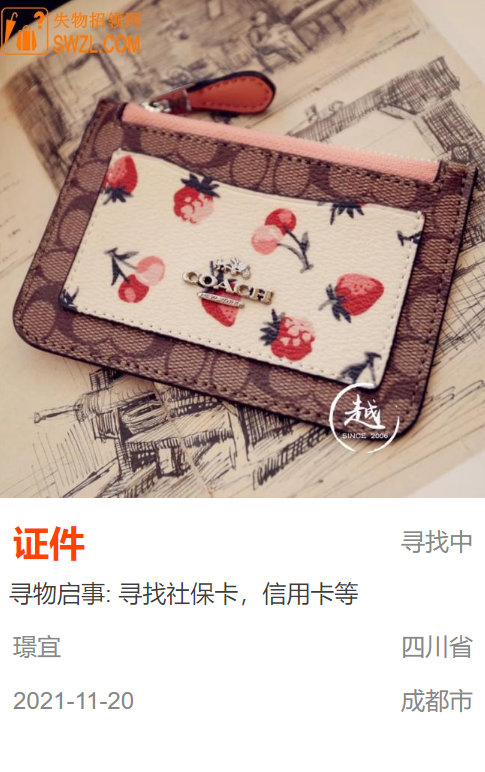 失物招领网
SWZL.COM
COACH
越
SINCE 2006
证件
寻找中
寻物启事: 寻找社保卡，信用卡等
璟宜
四川省
2021-11-20
成都市